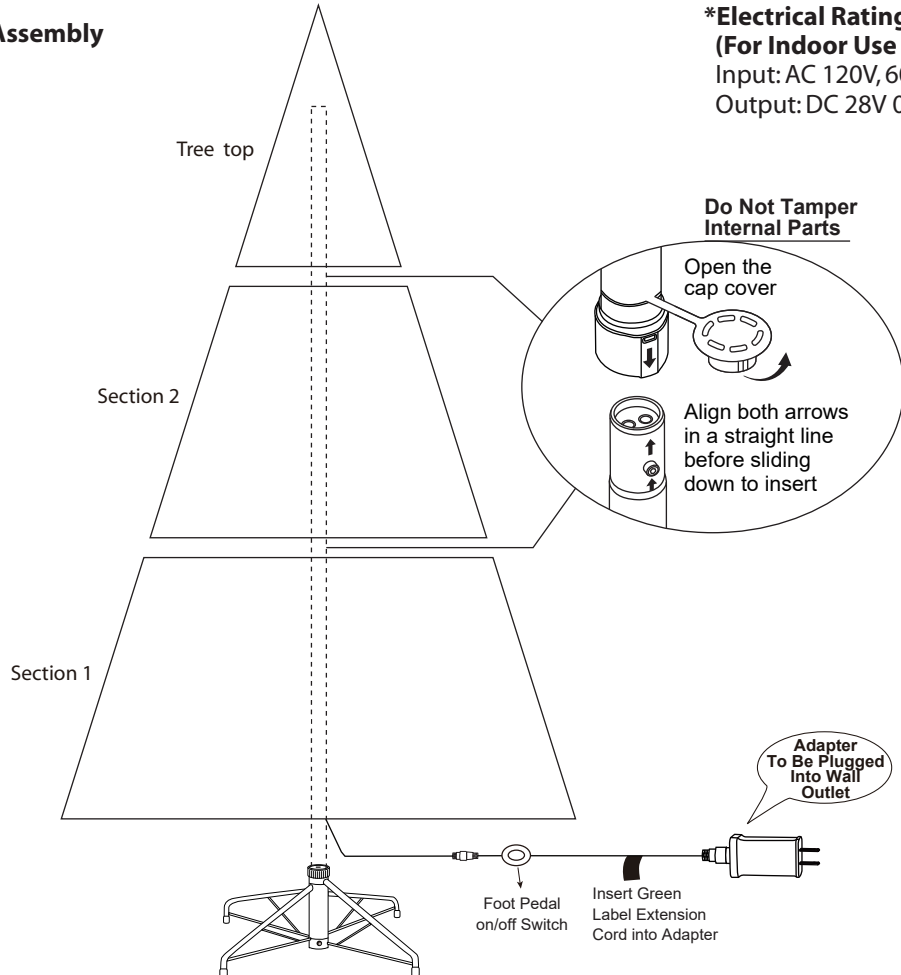 Assembly
*Electrical Rating
(For Indoor Use
Input: AC 120V, 
Output: DC 28V
Tree top
Do Not Tamper
Internal Parts
Open the
cap cover
Section 2
Align both arrows
in a straight line
before sliding
down to insert
Section 1
Adapter
To Be Plugged
Into Wall
Outlet
Foot Pedal
on/off Switch
Insert Green
Label Extension
Cord into Adapter